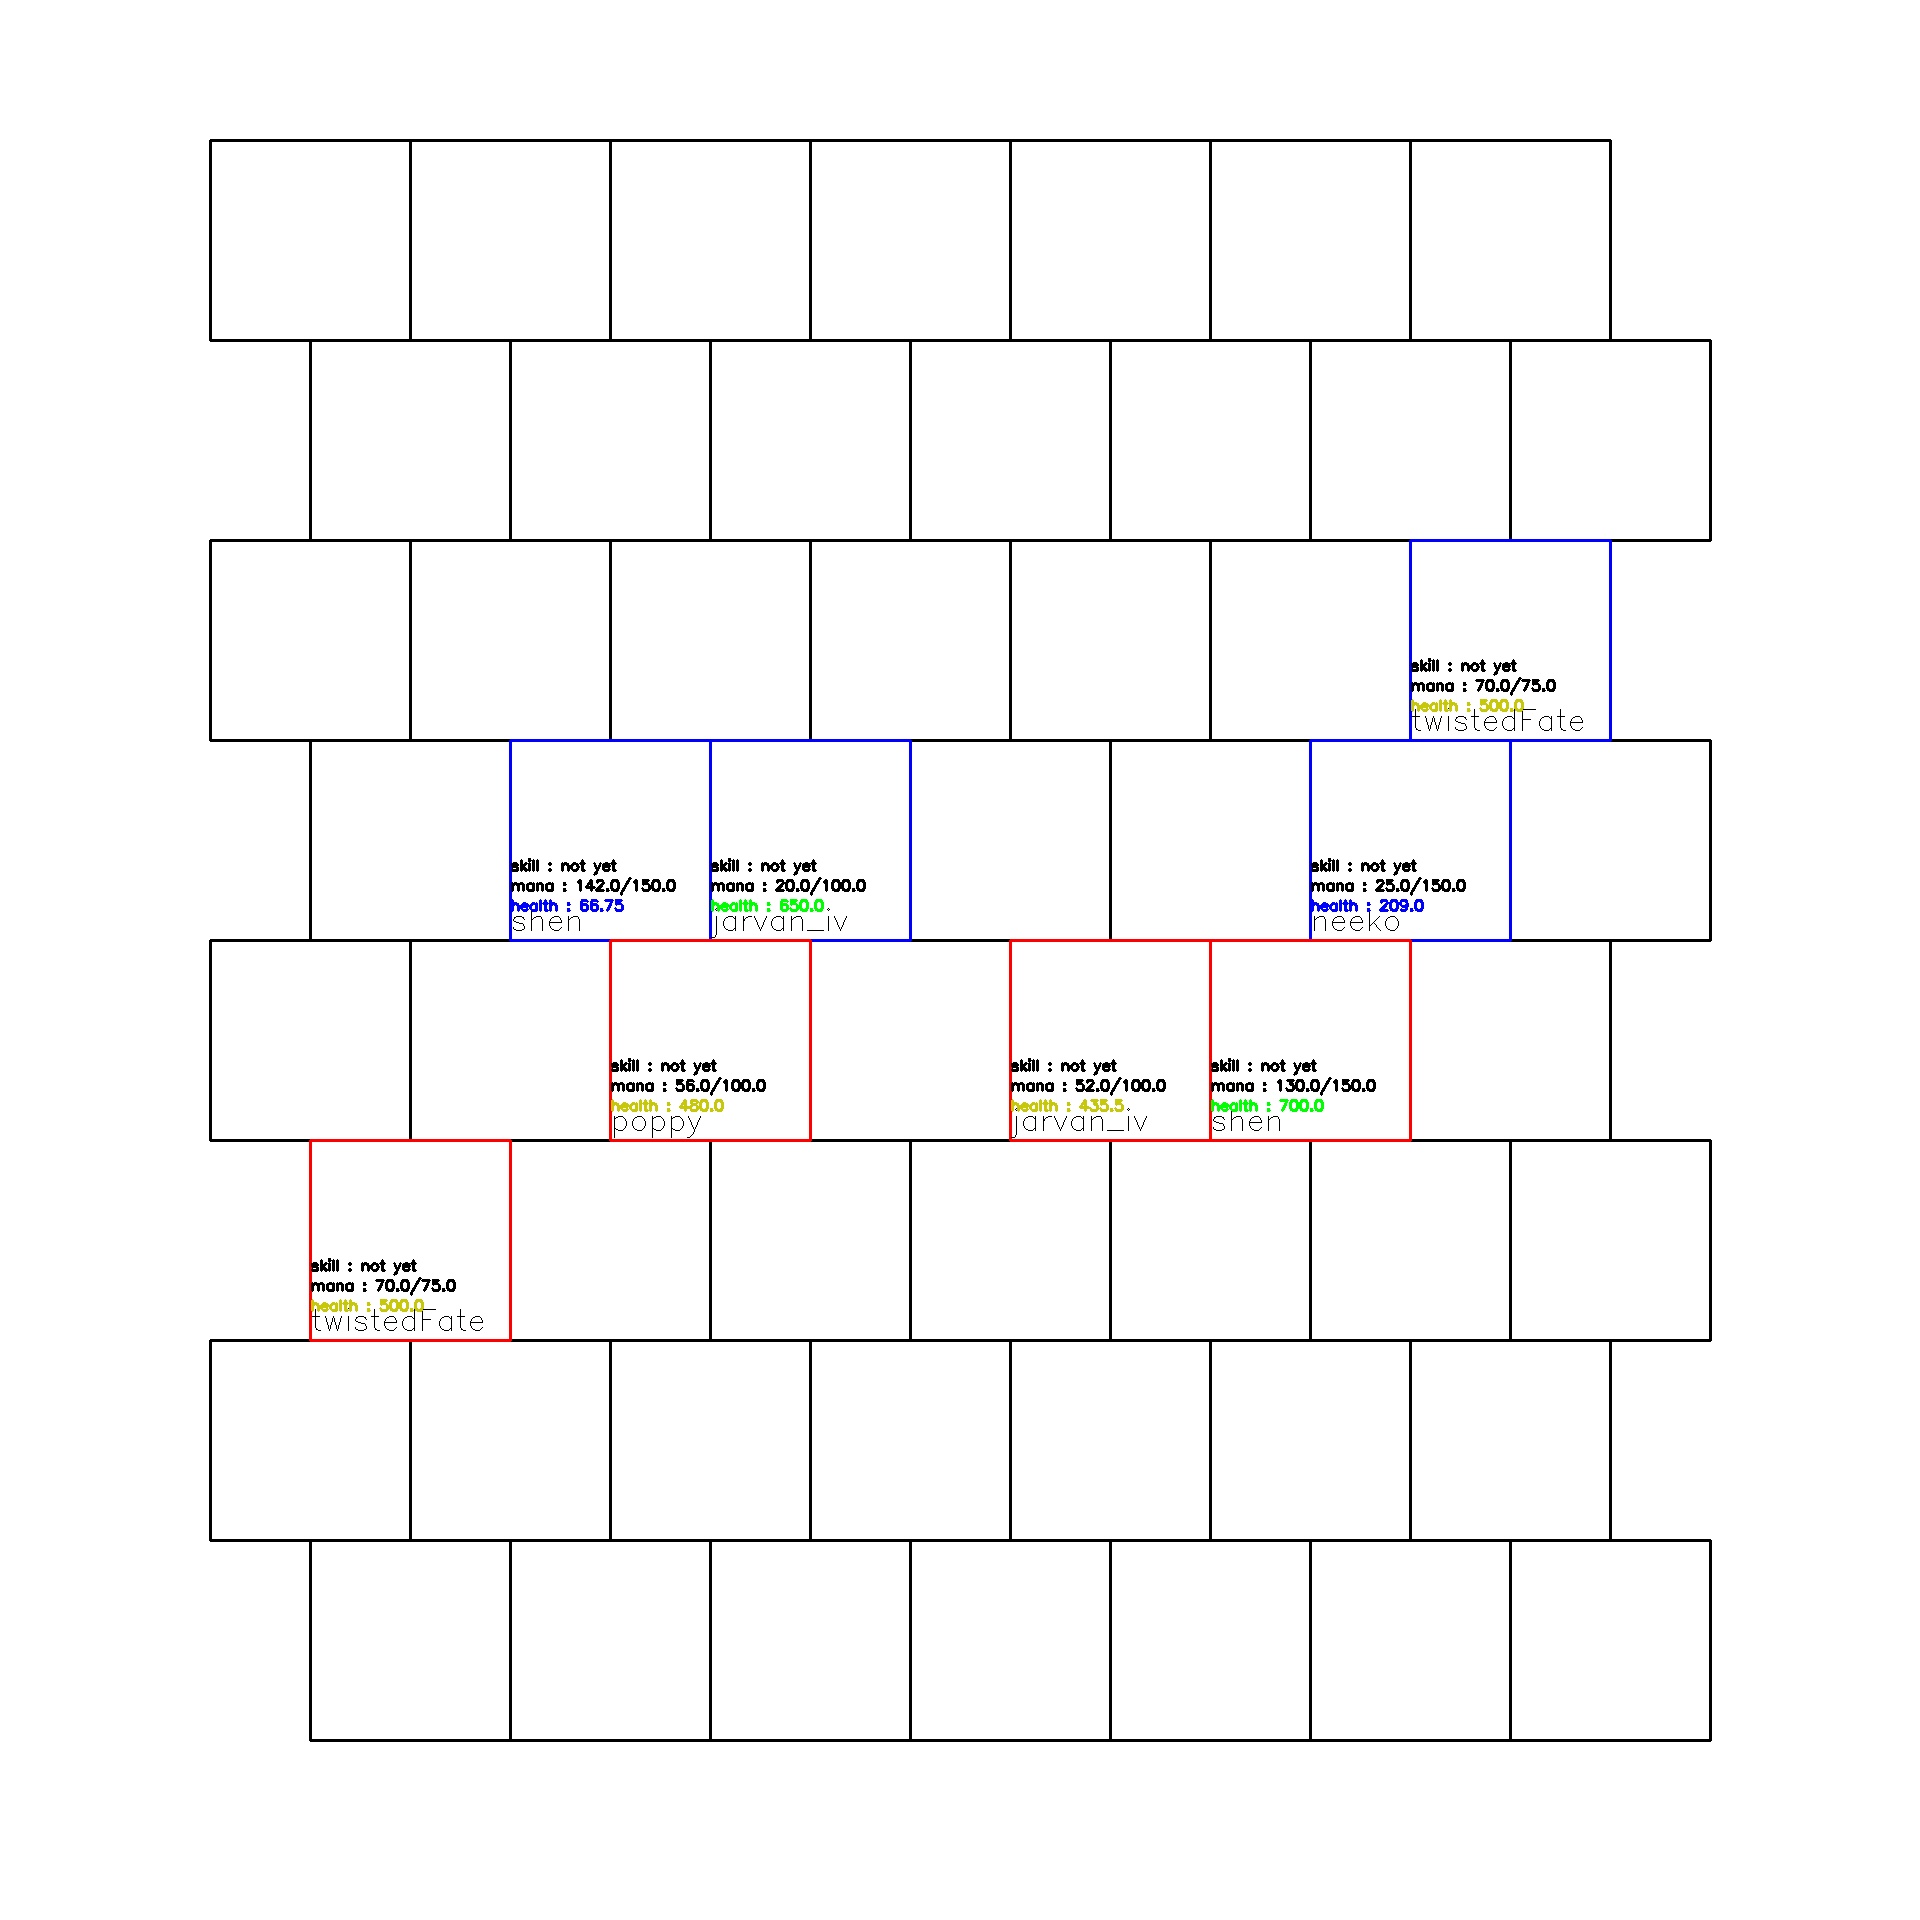 skill : not yet
mana : 70.0/75.0
health : 500.0
twistedFate
skill : not yet
mana : 142.0/150.0
health : 66.75
shen
skill : not yet
mana : 20.0/100.0
health : 650.0
jarvan_iv
skill : not yet
mana : 25.0/150.0
health : 209.0
neeko
skill : not yet
mana : 56.0/100.0
health : 480.0
poppy
skill : not yet
mana : 52.0/100.0
health : 435.5
jarvan_iv
skill : not yet
mana : 130.0/150.0
health : 700.0
shen
skill : not yet
mana : 70.0/75.0
health : 500.0
twistedFate